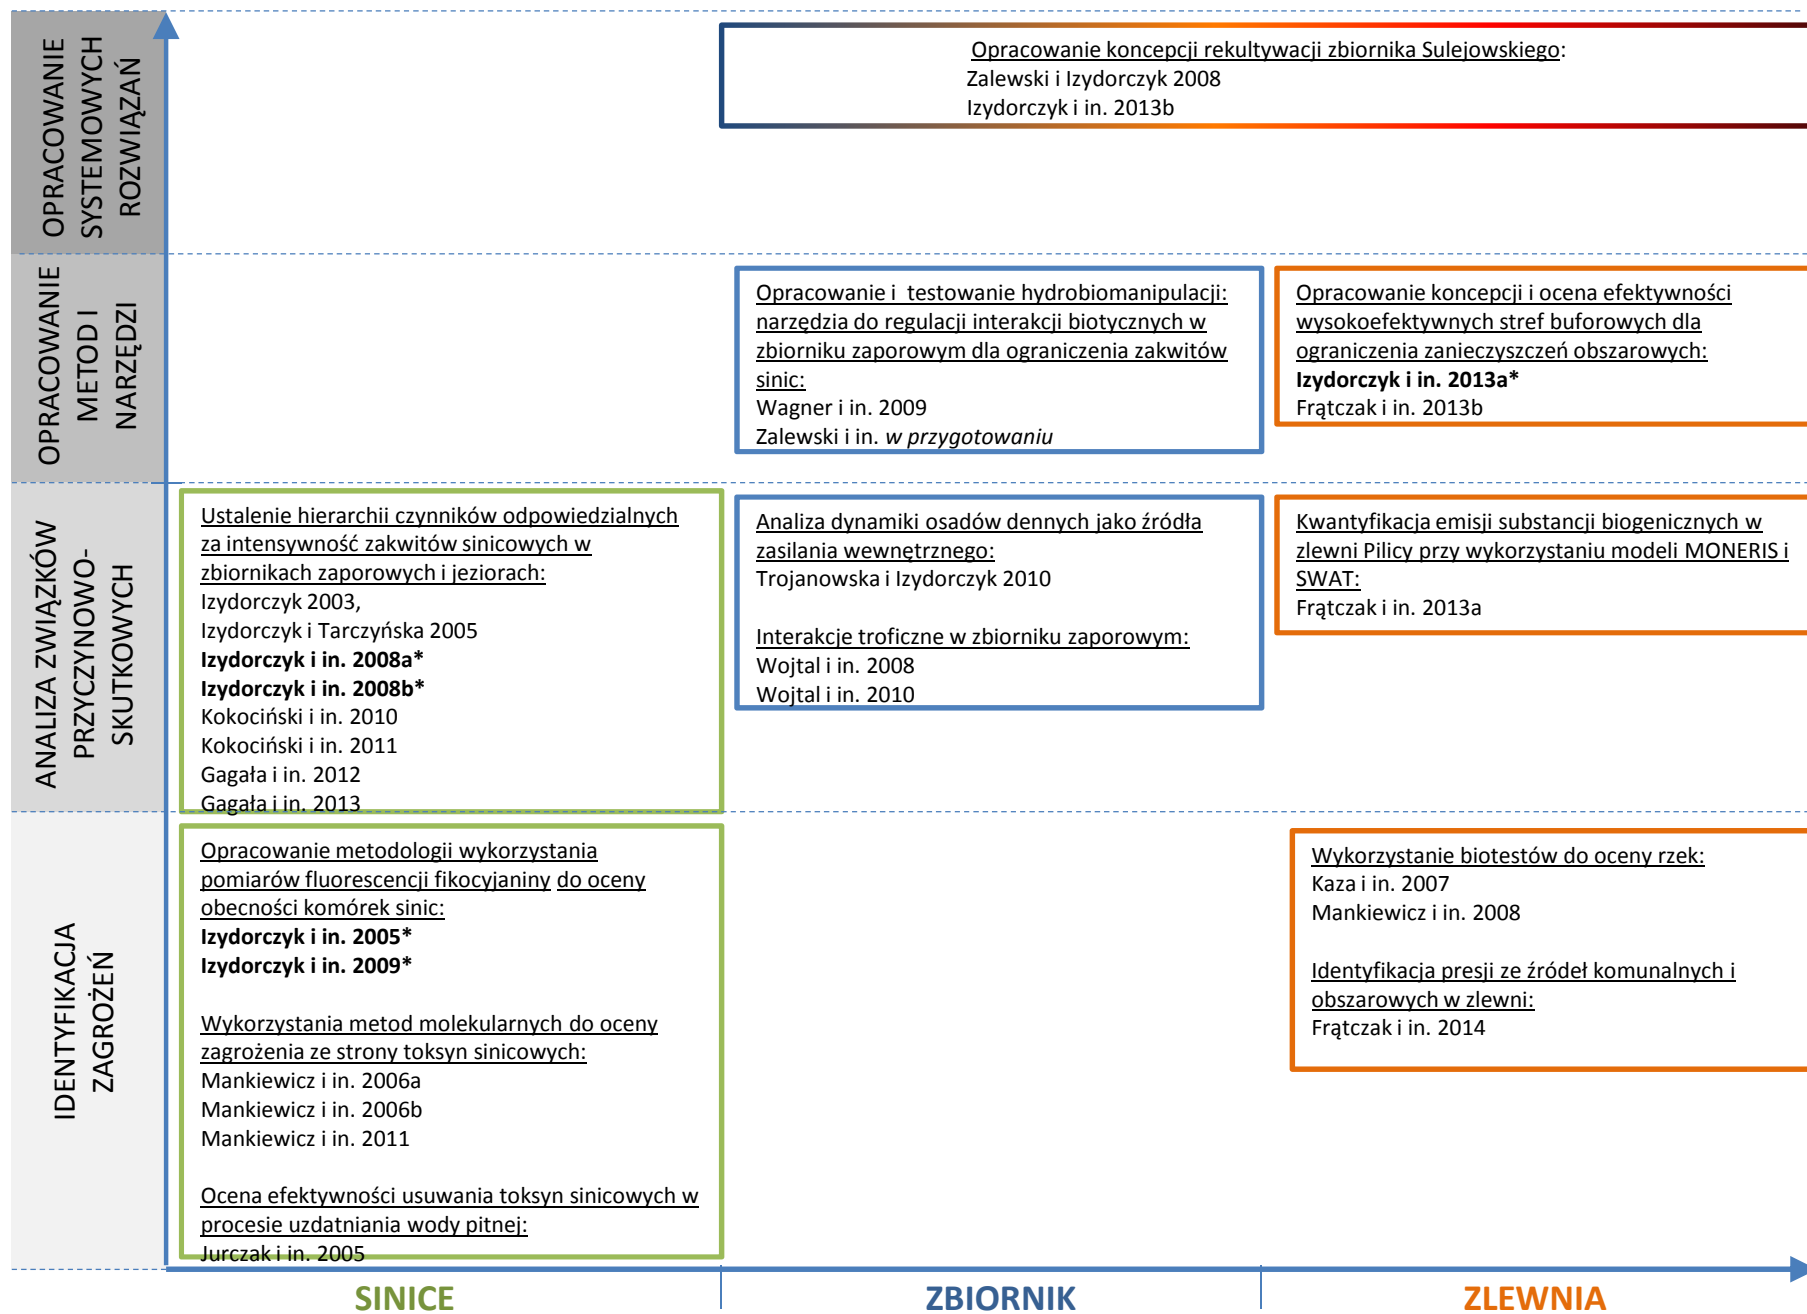 OPRACOWANIE
SYSTEMOWYCH
ROZWIĄZAŃ
Opracowanie koncepcji rekultywacji zbiornika Sulejowskiego:
Zalewski i Izydorczyk 2008
Izydorczyk i in. 2013b
OPRACOWANIE
METOD I
NARZĘDZI
Opracowanie i testowanie hydrobiomanipulacji:
narzędzia do regulacji interakcji biotycznych w
zbiorniku zaporowym dla ograniczenia zakwitów
sinic:
Wagner i in. 2009
Zalewski i in. w przygotowaniu
Opracowanie koncepcji i ocena efektywności
wysokoefektywnych stref buforowych dla
ograniczenia zanieczyszczeń obszarowych:
Izydorczyk i in. 2013a*
Frątczak i in. 2013b
ANALIZA ZWIĄZKÓW
PRZYCZYNOWO-
SKUTKOWYCH
Ustalenie hierarchii czynników odpowiedzialnych
za intensywność zakwitów sinicowych w
zbiornikach zaporowych i jeziorach:
Izydorczyk 2003,
Izydorczyk i Tarczyńska 2005
Izydorczyk i in. 2008a*
Izydorczyk i in. 2008b*
Kokociński i in. 2010
Kokociński i in. 2011
Gagała i in. 2012
Gagała i in. 2013
Analiza dynamiki osadów dennych jako źródła
zasilania wewnętrznego:
Trojanowska i Izydorczyk 2010
Interakcje troficzne w zbiorniku zaporowym:
Wojtal i in. 2008
Wojtal i in. 2010
Kwantyfikacja emisji substancji biogenicznych w
zlewni Pilicy przy wykorzystaniu modeli MONERIS i
SWAT:
Frątczak i in. 2013a
IDENTYFIKACJA
ZAGROŻEŃ
Opracowanie metodologii wykorzystania
pomiarów fluorescencji fikocyjaniny do oceny
obecności komórek sinic:
Izydorczyk i in. 2005*
Izydorczyk i in. 2009*
Wykorzystania metod molekularnych do oceny
zagrożenia ze strony toksyn sinicowych:
Mankiewicz i in. 2006a
Mankiewicz i in. 2006b
Mankiewicz i in. 2011
Ocena efektywności usuwania toksyn sinicowych w
procesie uzdatniania wody pitnej:
Jurczak i in. 2005
Wykorzystanie biotestów do oceny rzek:
Kaza i in. 2007
Mankiewicz i in. 2008
Identyfikacja presji ze źródeł komunalnych i
obszarowych w zlewni:
Frątczak i in. 2014
SINICE
ZBIORNIK
ZLEWNIA